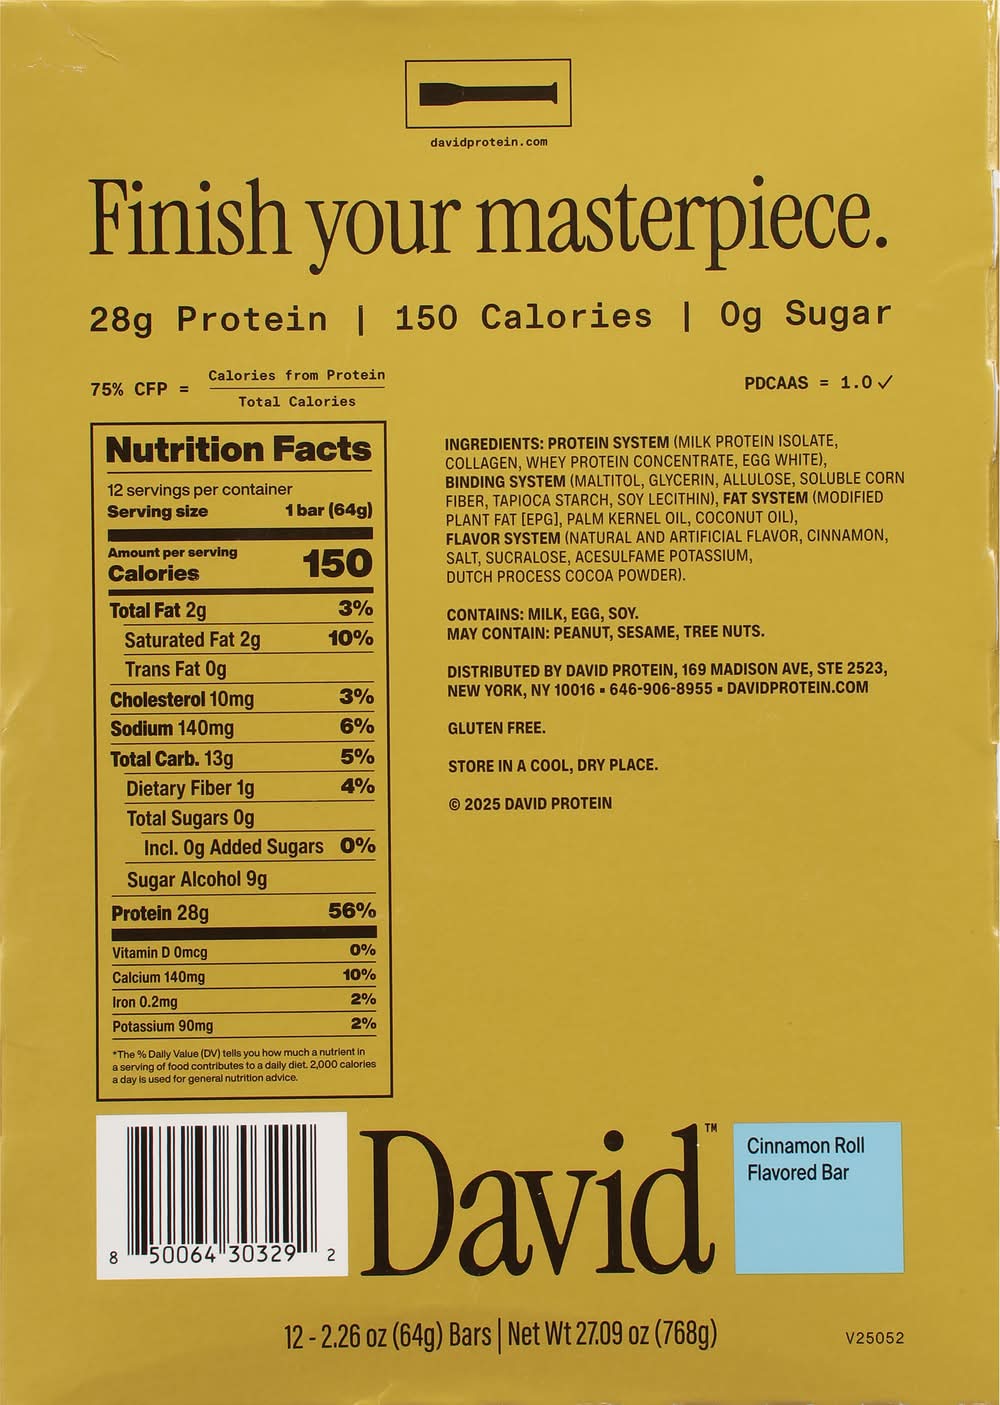 davidprotein.com
Finish your masterpiece.
28g Protein | 150 Calories | 0g Sugar
75% CFP = Calories from Protein
Total Calories
PDCAAS = 1.0 ✓
Nutrition Facts
12 servings per container
Serving size 1 bar (64g)
Amount per serving
Calories 150
Total Fat 2g 3%
Saturated Fat 2g 10%
Trans Fat 0g
Cholesterol 10mg 3%
Sodium 140mg 6%
Total Carb. 13g 5%
Dietary Fiber 1g 4%
Total Sugars 0g
Incl. 0g Added Sugars 0%
Sugar Alcohol 9g
Protein 28g 56%
Vitamin D 0mcg 0%
Calcium 140mg 10%
Iron 0.2mg 2%
Potassium 90mg 2%
*The % Daily Value (DV) tells you how much a nutrient in
a serving of food contributes to a daily diet. 2,000 calories
a day is used for general nutrition advice.
INGREDIENTS: PROTEIN SYSTEM (MILK PROTEIN ISOLATE,
COLLAGEN, WHEY PROTEIN CONCENTRATE, EGG WHITE),
BINDING SYSTEM (MALTITOL, GLYCERIN, ALLULOSE, SOLUBLE CORN
FIBER, TAPIOCA STARCH, SOY LECITHIN), FAT SYSTEM (MODIFIED
PLANT FAT [EPG], PALM KERNEL OIL, COCONUT OIL),
FLAVOR SYSTEM (NATURAL AND ARTIFICIAL FLAVOR, CINNAMON,
SALT, SUCRALOSE, ACESULFAME POTASSIUM,
DUTCH PROCESS COCOA POWDER).
CONTAINS: MILK, EGG, SOY.
MAY CONTAIN: PEANUT, SESAME, TREE NUTS.
DISTRIBUTED BY DAVID PROTEIN, 169 MADISON AVE, STE 2523,
NEW YORK, NY 10016 ▪ 646-906-8955 ▪ DAVIDPROTEIN.COM
GLUTEN FREE.
STORE IN A COOL, DRY PLACE.
© 2025 DAVID PROTEIN
8 50064 30329 2
David™
Cinnamon Roll
Flavored Bar
12 - 2.26 oz (64g) Bars | Net Wt 27.09 oz (768g)
V25052